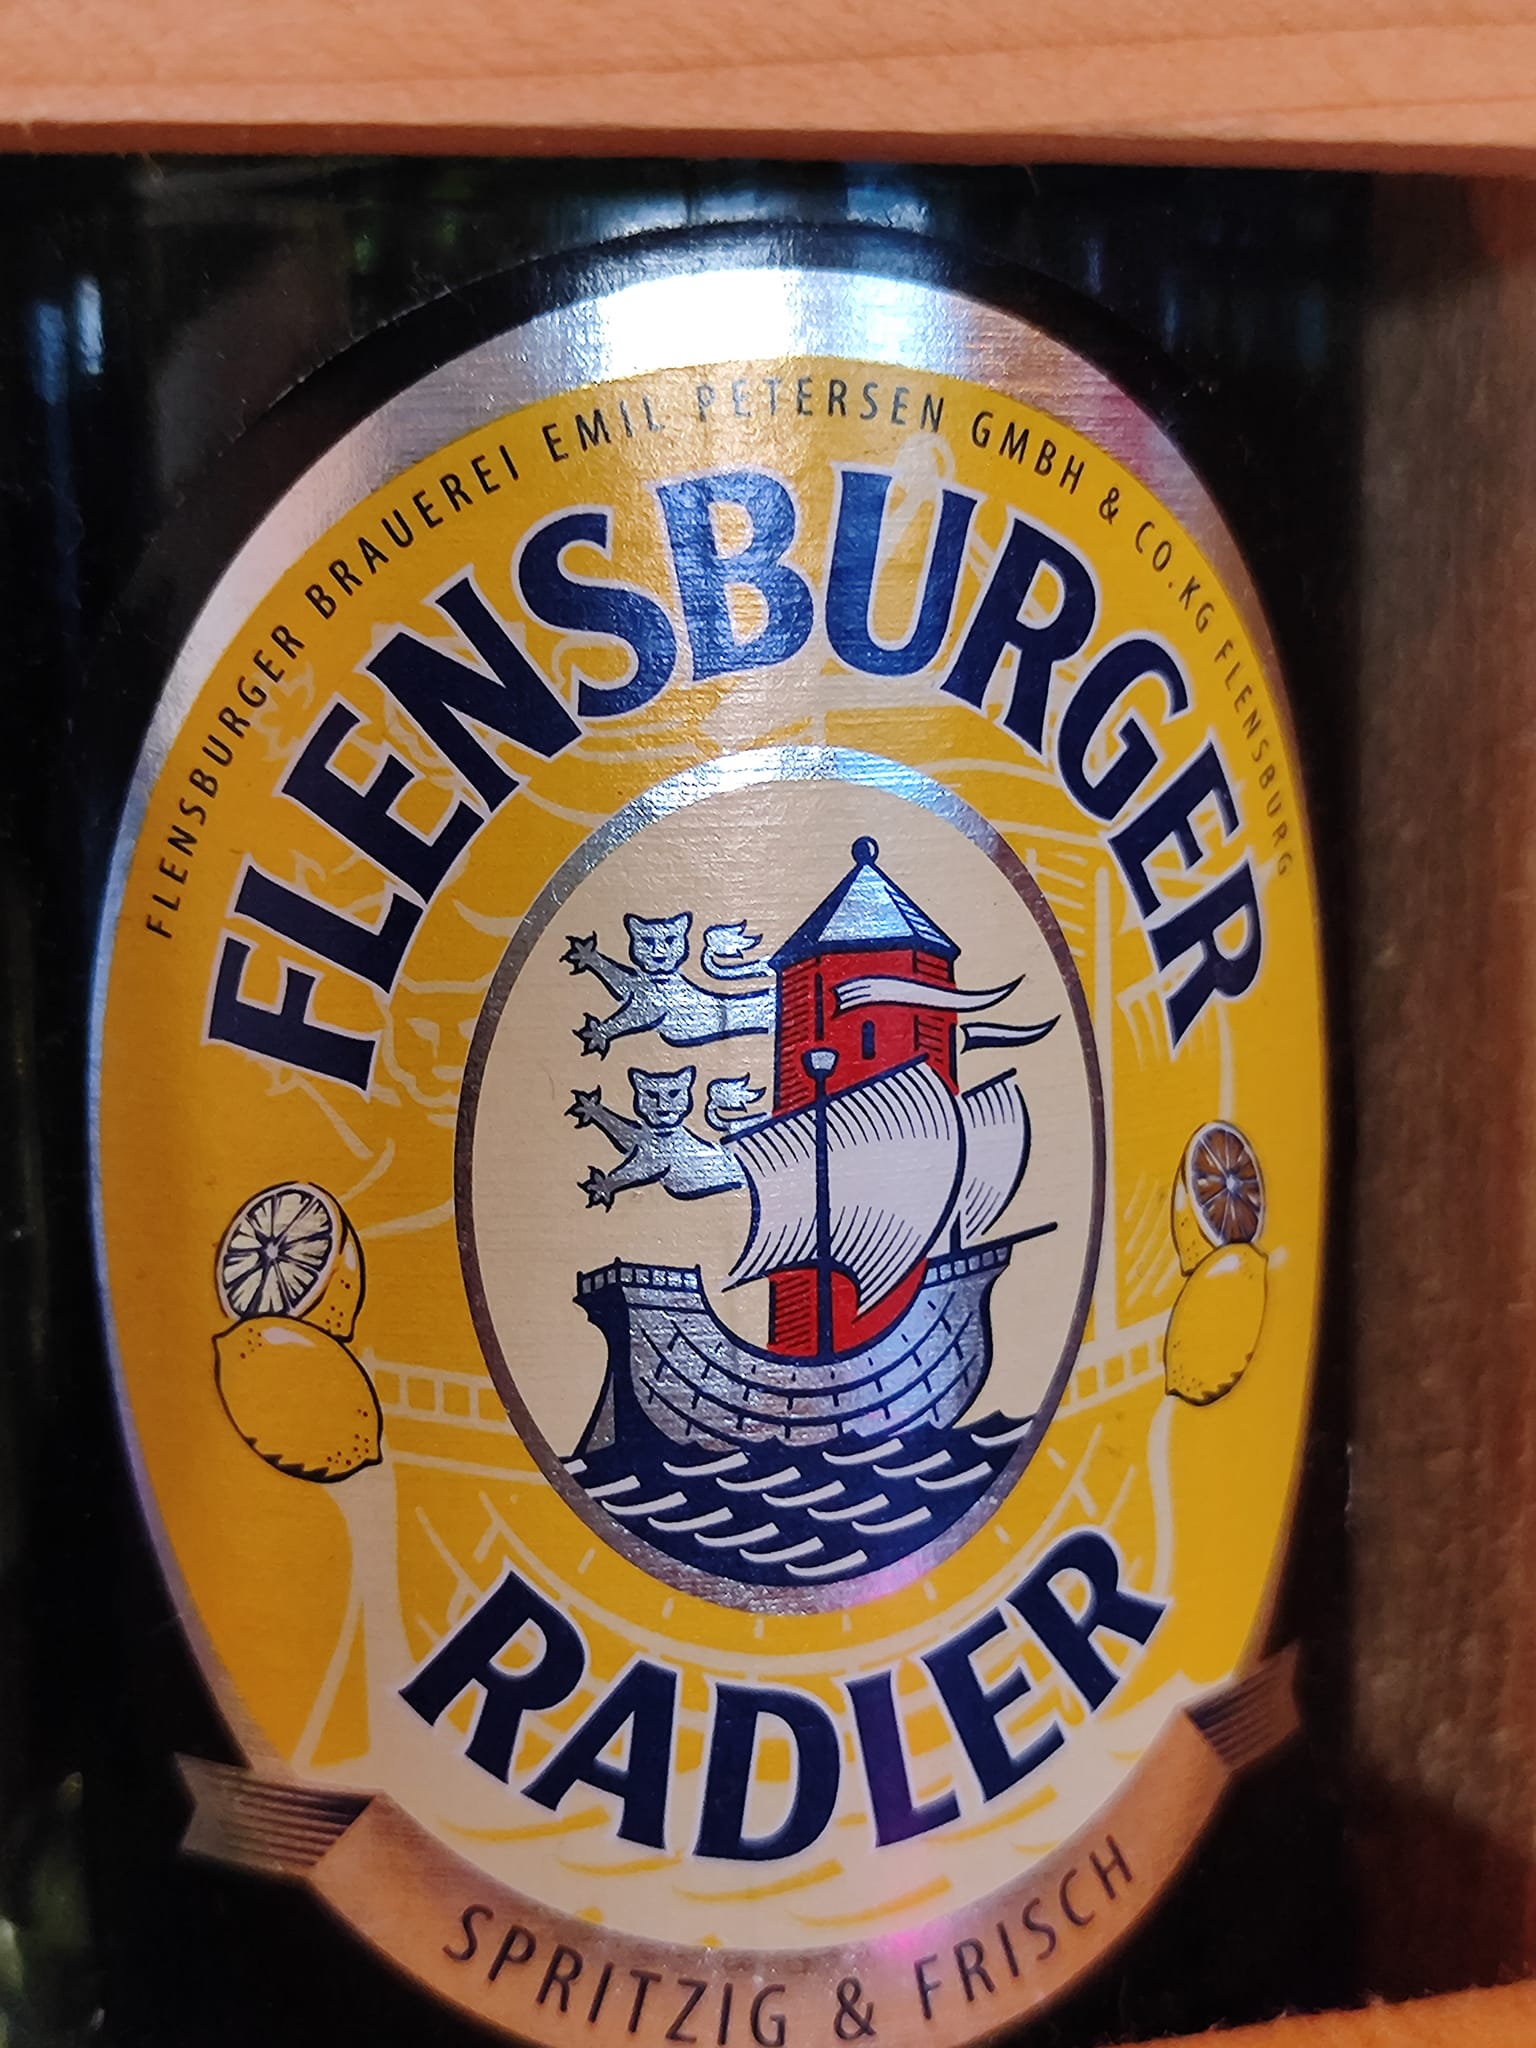 FLENSBURGER BRAUEREI EMIL PETERSEN GMBH & CO.KG FLENSBURG
FLENSBURGER
RADLER
SPRITZIG & FRISCH